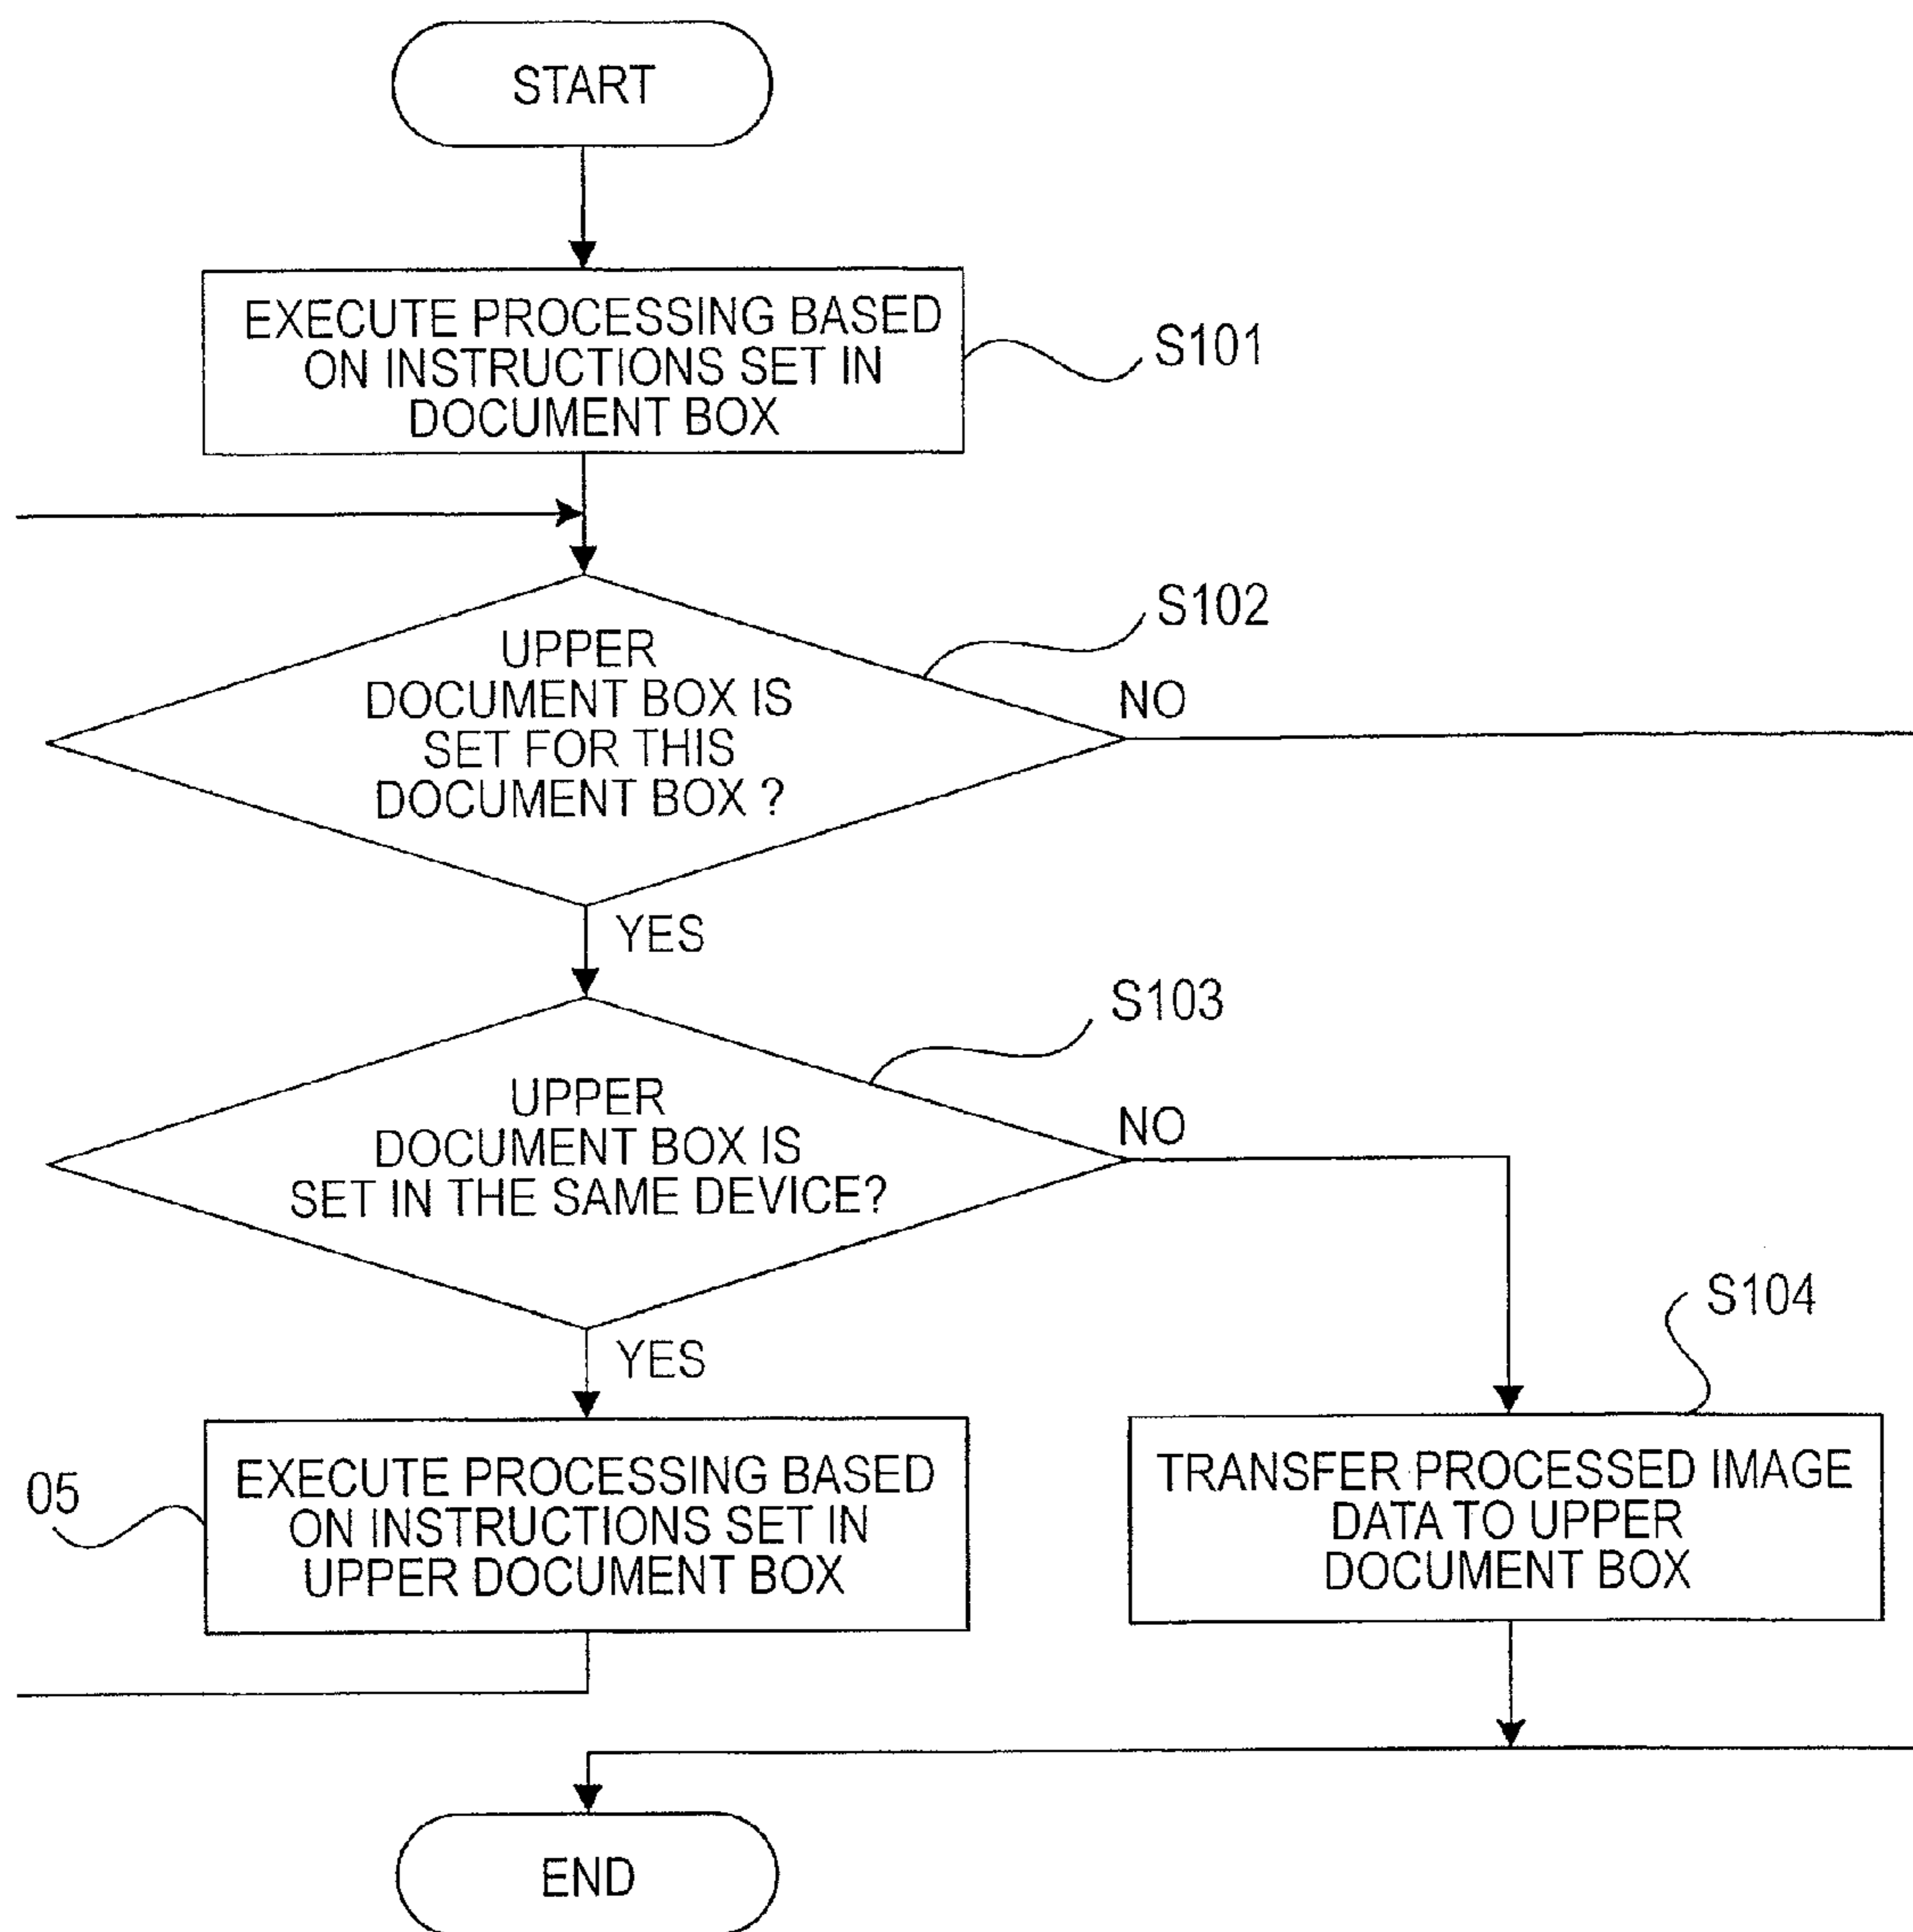 START
EXECUTE PROCESSING BASED
ON INSTRUCTIONS SET IN
DOCUMENT BOX
S101
UPPER
DOCUMENT BOX IS
SET FOR THIS
DOCUMENT BOX ?
S102
NO
YES
UPPER
DOCUMENT BOX IS
SET IN THE SAME DEVICE?
S103
NO
YES
05
EXECUTE PROCESSING BASED
ON INSTRUCTIONS SET IN
UPPER DOCUMENT BOX
S104
TRANSFER PROCESSED IMAGE
DATA TO UPPER
DOCUMENT BOX
END